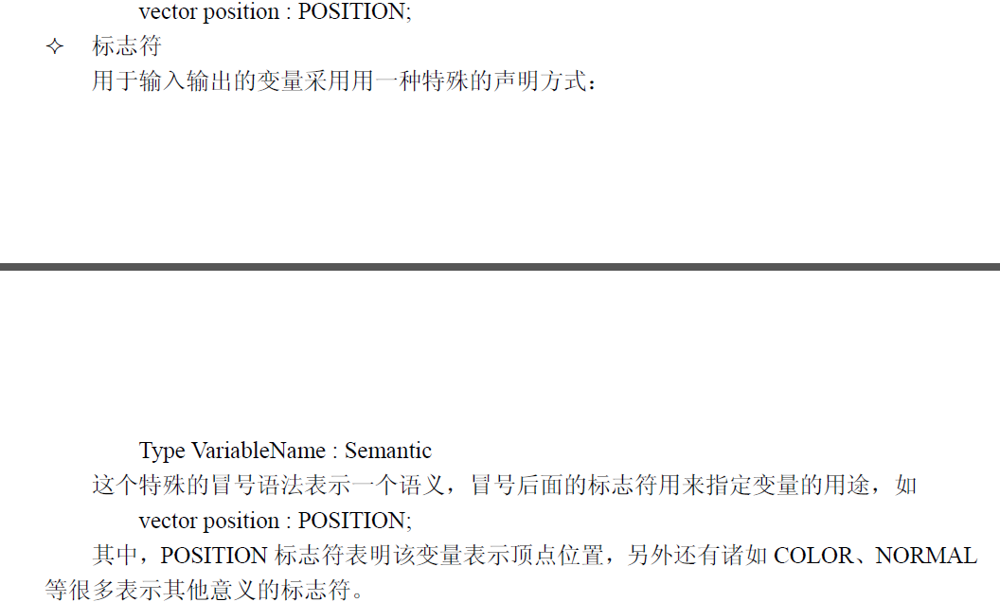 vector position : POSITION;
✧ 标志符
用于输入输出的变量采用用一种特殊的声明方式：
Type VariableName : Semantic
这个特殊的冒号语法表示一个语义，冒号后面的标志符用来指定变量的用途，如
vector position : POSITION;
其中，POSITION 标志符表明该变量表示顶点位置，另外还有诸如 COLOR、NORMAL
等很多表示其他意义的标志符。